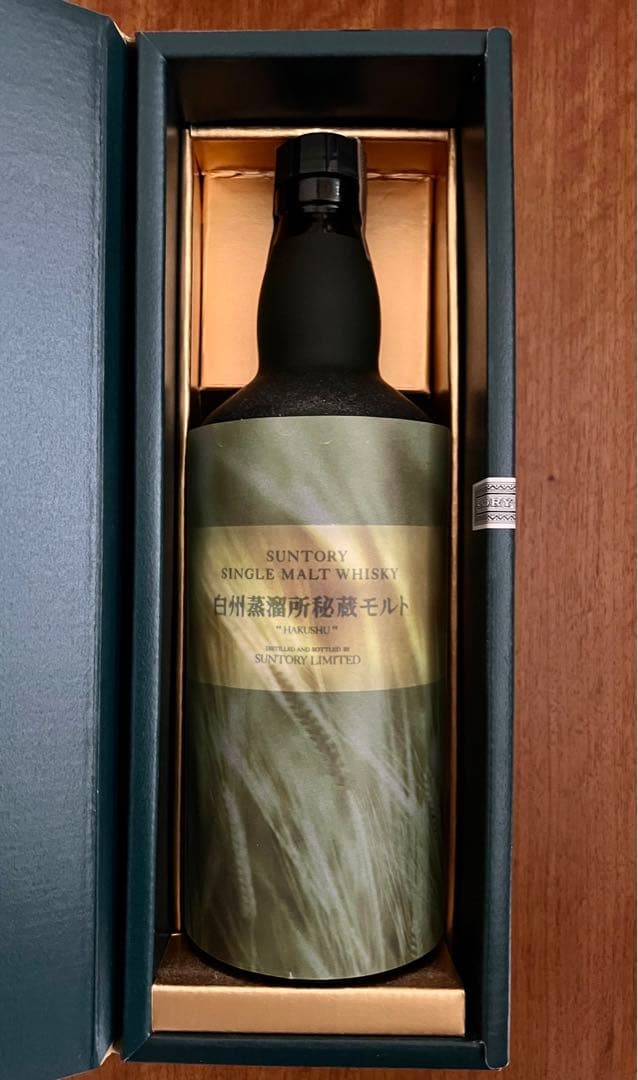 SUNTORY
SINGLE MALT WHISKY
白州蒸溜所秘蔵モルト
"HAKUSHU"
DISTILLED AND BOTTLED BY
SUNTORY LIMITED